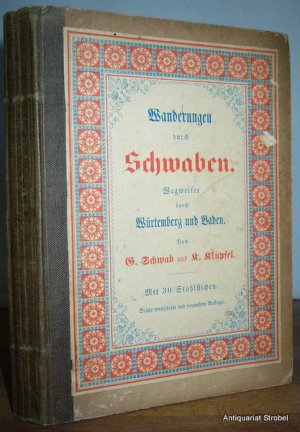 Wanderungen
durch
Schwaben.
Wegweiser
durch
Würtemberg und Baden.
Von
G. Schwab und K. Klüpfel.
Mit 30 Stahlstichen.
Dritte veränderte und vermehrte Auflage.
Antiquariat Strobel